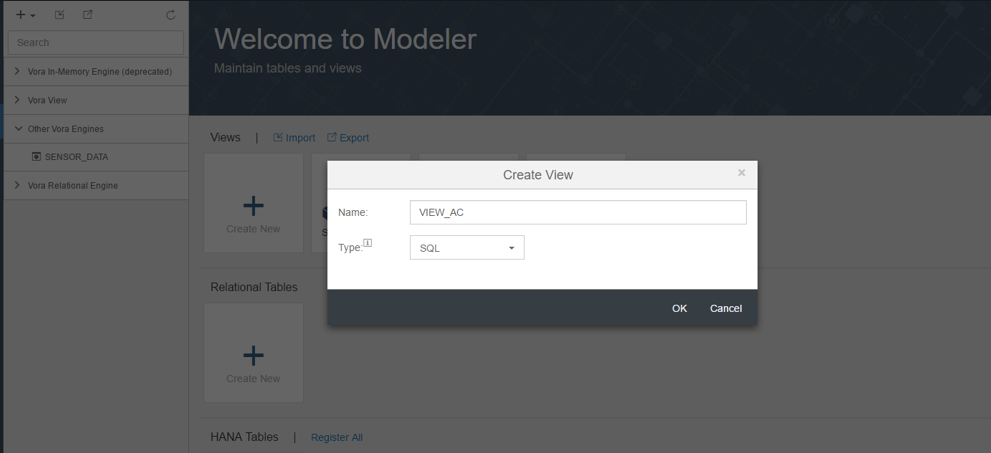 Search
Vora In-Memory Engine (deprecated)
Vora View
Other Vora Engines
SENSOR_DATA
Vora Relational Engine
Welcome to Modeler
Maintain tables and views
Views | Import Export
Create New
Create View
Name: VIEW_AC
Type: SQL
OK Cancel
Relational Tables
Create New
HANA Tables | Register All